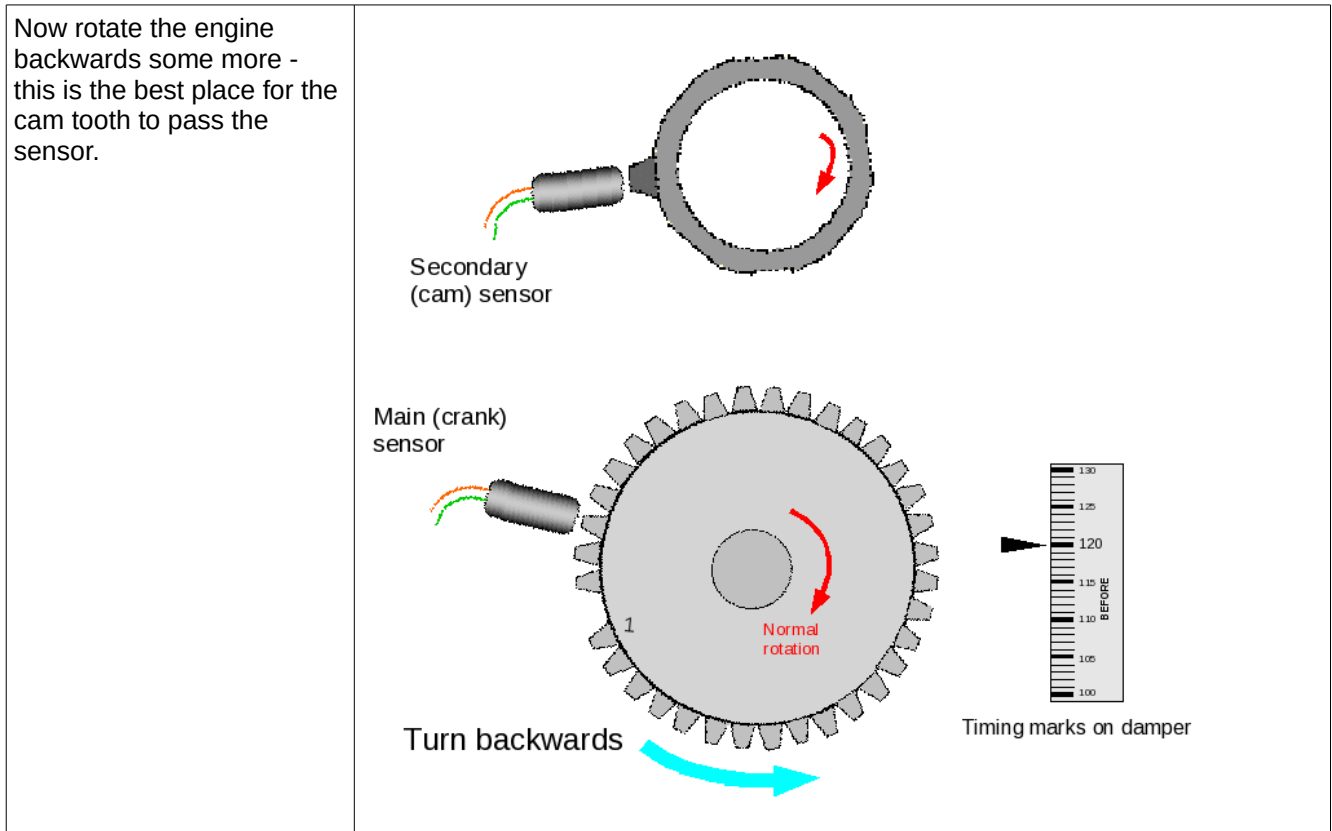 Now rotate the engine
backwards some more -
this is the best place for the
cam tooth to pass the
sensor.
Secondary
(cam) sensor
Main (crank)
sensor
1
Normal
rotation
Turn backwards
130
125
120
115
110
105
100
BEFORE
Timing marks on damper